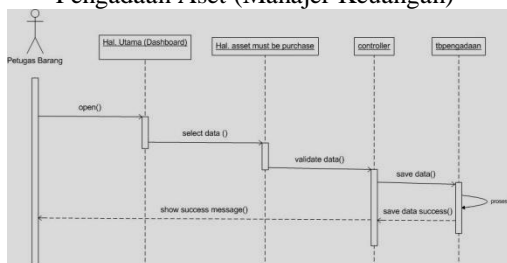 Pengadaan Aset (Manajer Keuangan)
Petugas Barang
Hal. Utama (Dashboard)
Hal. asset must be purchase
controller
tbpengadaan
open()
select data ()
validate data()
save data()
proses
save data success()
show success message()